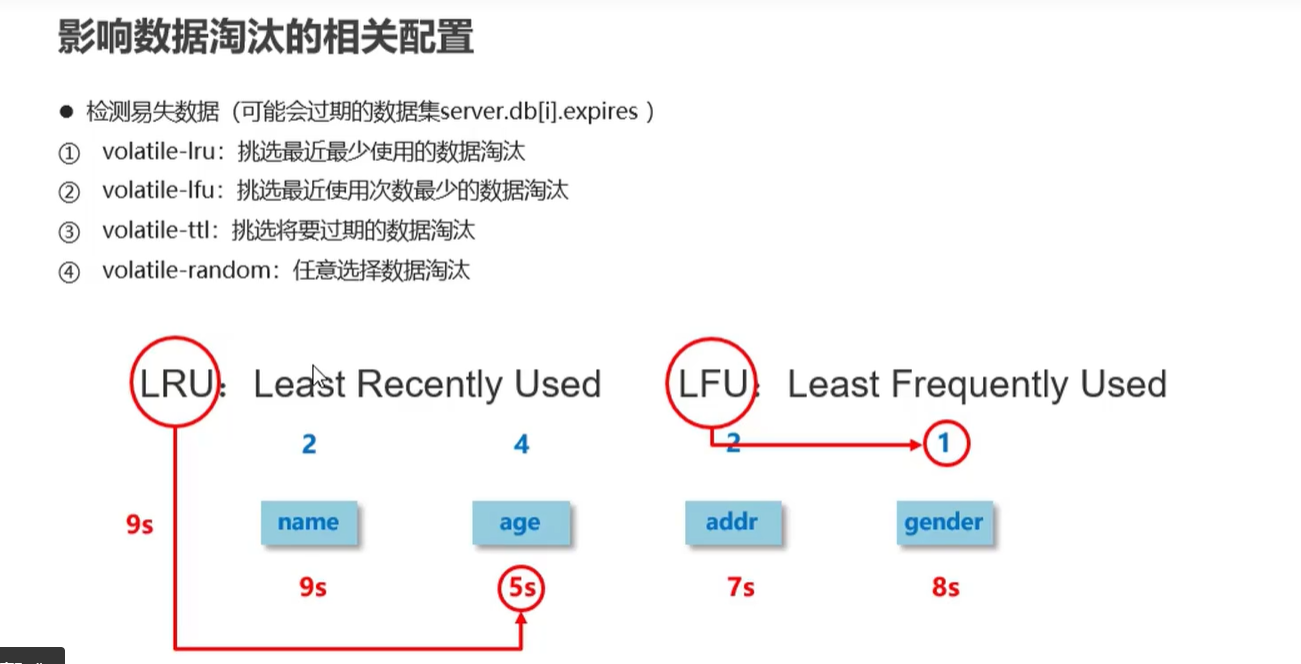 影响数据淘汰的相关配置
● 检测易失数据（可能会过期的数据集server.db[i].expires ）
① volatile-lru：挑选最近最少使用的数据淘汰
② volatile-lfu：挑选最近使用次数最少的数据淘汰
③ volatile-ttl：挑选将要过期的数据淘汰
④ volatile-random：任意选择数据淘汰
LRU： Least Recently Used LFU： Least Frequently Used
2 4 2 1
9s name age addr gender
9s 5s 7s 8s